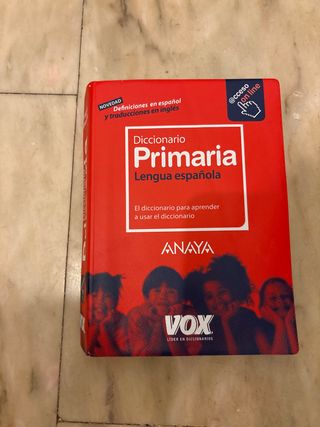 NOVEDAD
Definiciones en español
y traducciones en inglés
@cceso
on line
Diccionario
Primaria
Lengua española
El diccionario para aprender
a usar el diccionario
ANAYA
VOX
LÍDER EN DICCIONARIOS